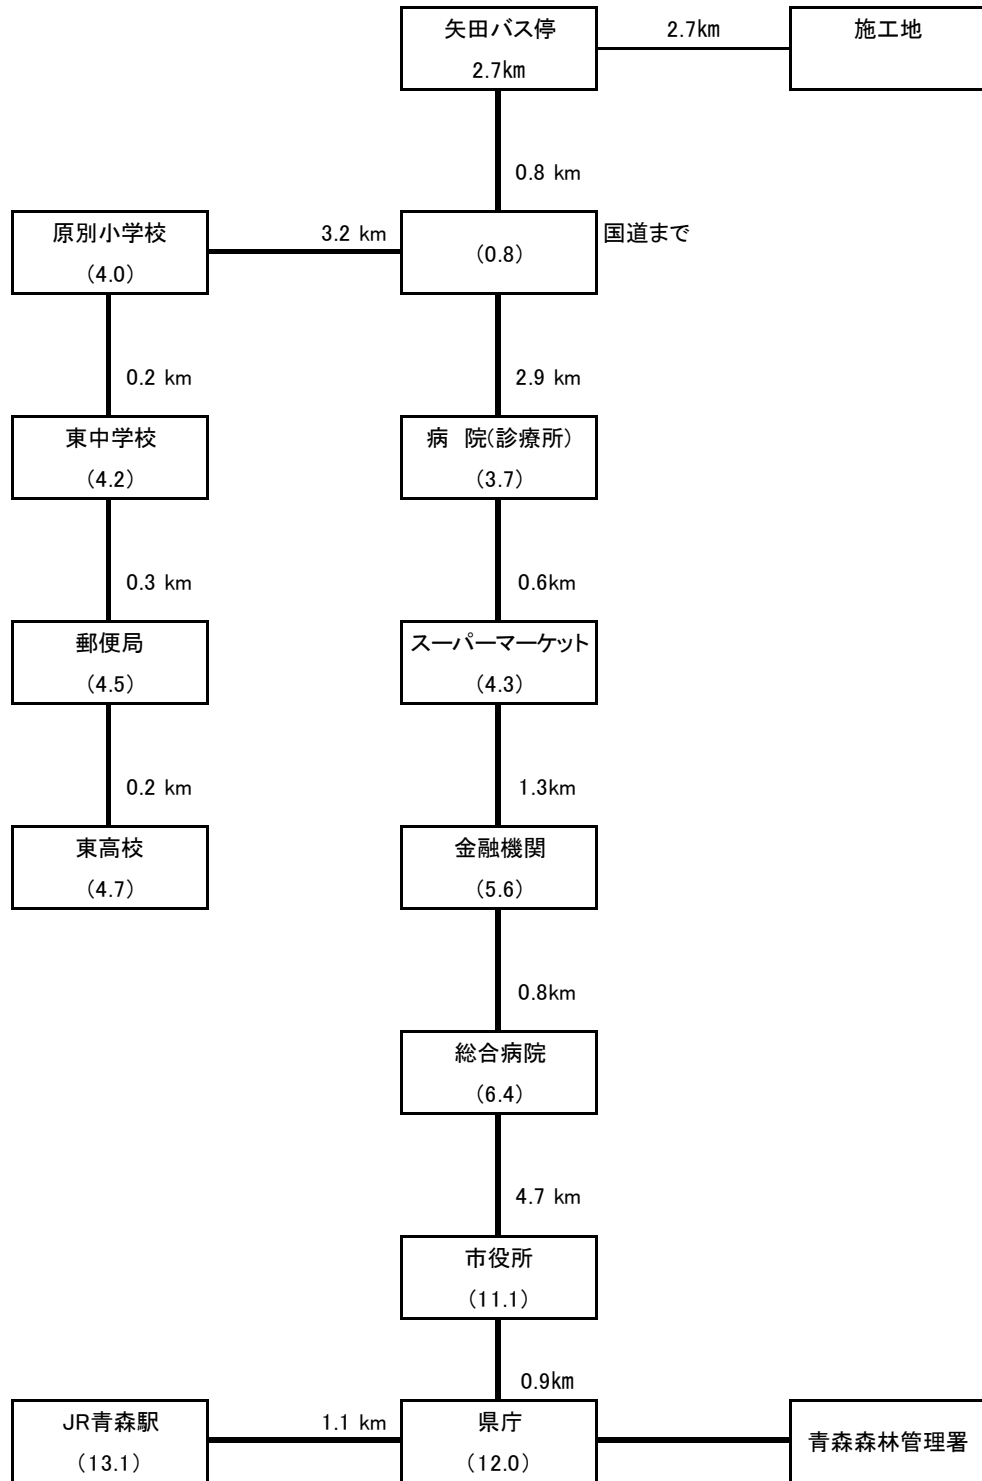 矢田バス停
2.7km
2.7km
施工地
0.8 km
原別小学校
(4.0)
3.2 km
(0.8)
国道まで
0.2 km
2.9 km
東中学校
(4.2)
病　院(診療所)
(3.7)
0.3 km
0.6km
郵便局
(4.5)
スーパーマーケット
(4.3)
0.2 km
1.3km
東高校
(4.7)
金融機関
(5.6)
0.8km
総合病院
(6.4)
4.7 km
市役所
(11.1)
0.9km
JR青森駅
(13.1)
1.1 km
県庁
(12.0)
青森森林管理署